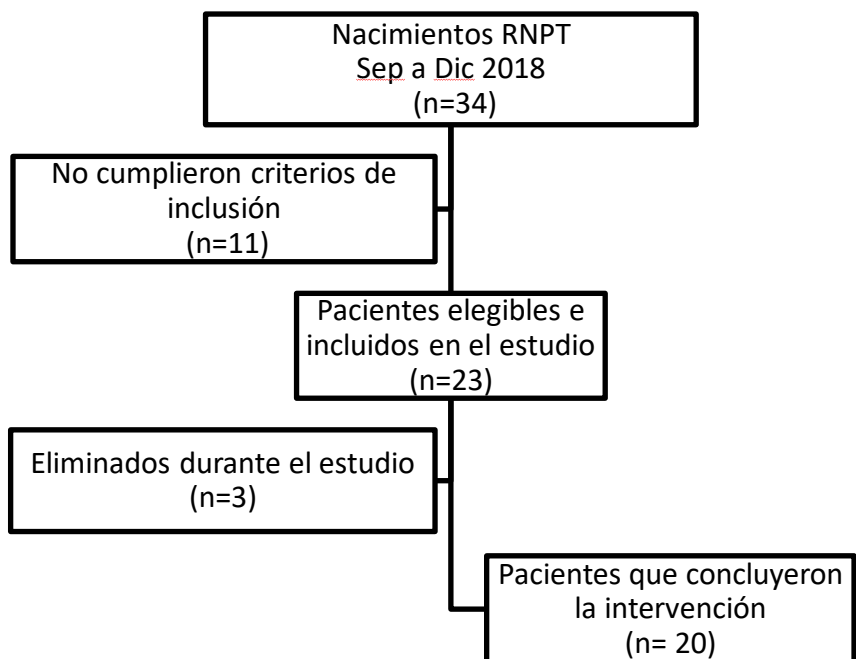 Nacimientos RNPT
Sep a Dic 2018
(n=34)
No cumplieron criterios de
inclusión
(n=11)
Pacientes elegibles e
incluidos en el estudio
(n=23)
Eliminados durante el estudio
(n=3)
Pacientes que concluyeron
la intervención
(n= 20)